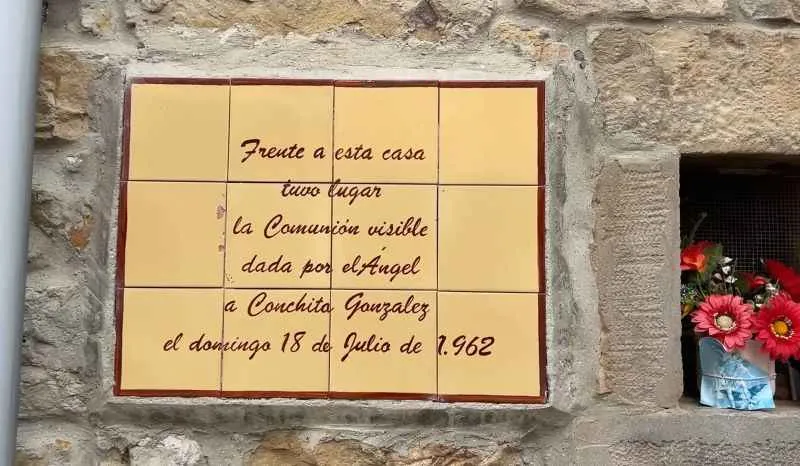 Frente a esta casa
tuvo lugar
la Comunión visible
dada por el Ángel
a Conchita Gonzalez
el domingo 18 de Julio de 1.962